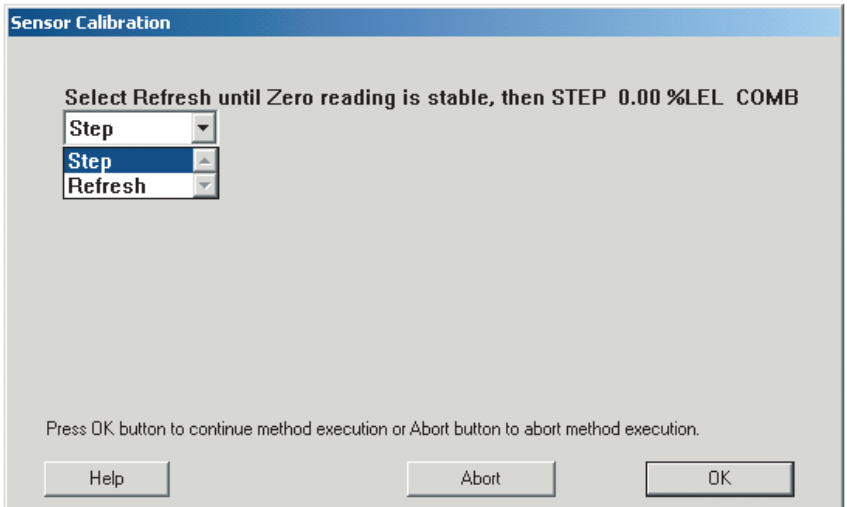 Sensor Calibration
Select Refresh until Zero reading is stable, then STEP 0.00 %LEL COMB
Step
Step
Refresh
Press OK button to continue method execution or Abort button to abort method execution.
Help Abort OK